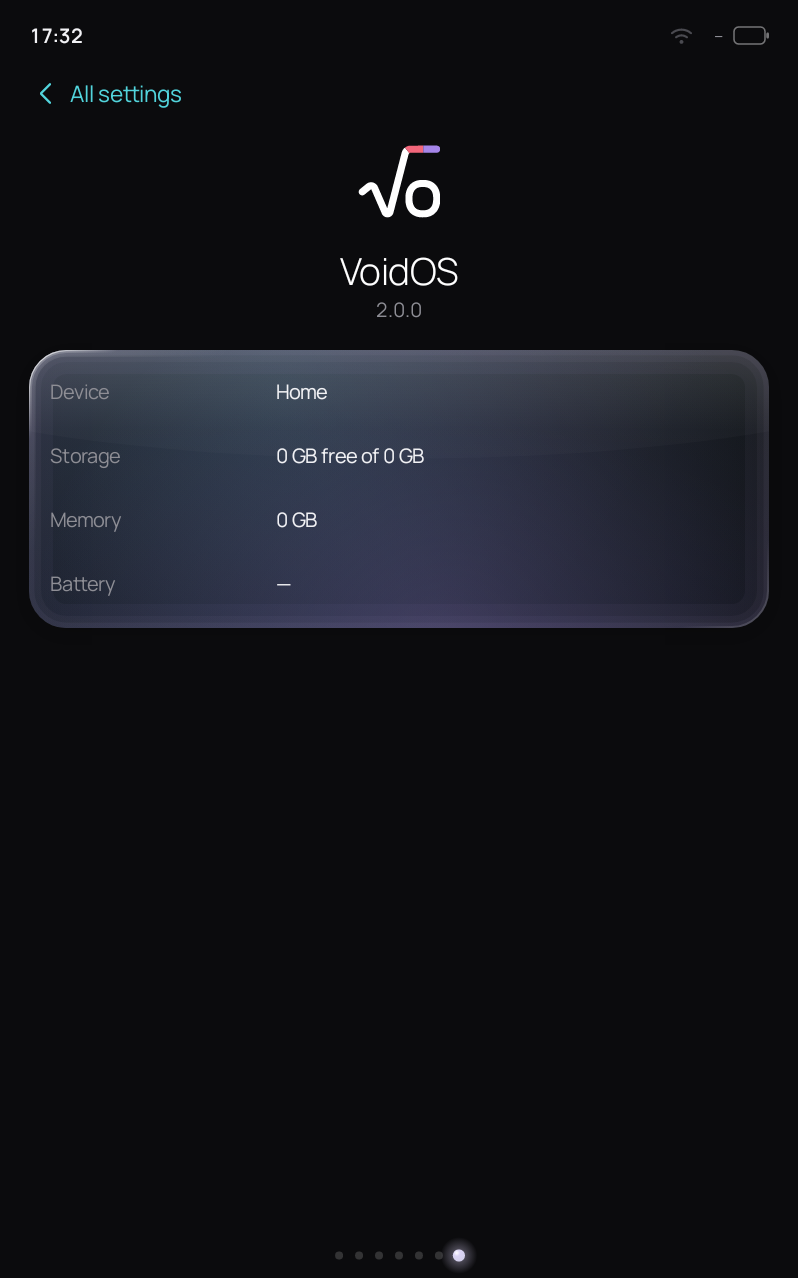 17:32
–
All settings
√o
VoidOS
2.0.0
Device Home
Storage 0 GB free of 0 GB
Memory 0 GB
Battery —